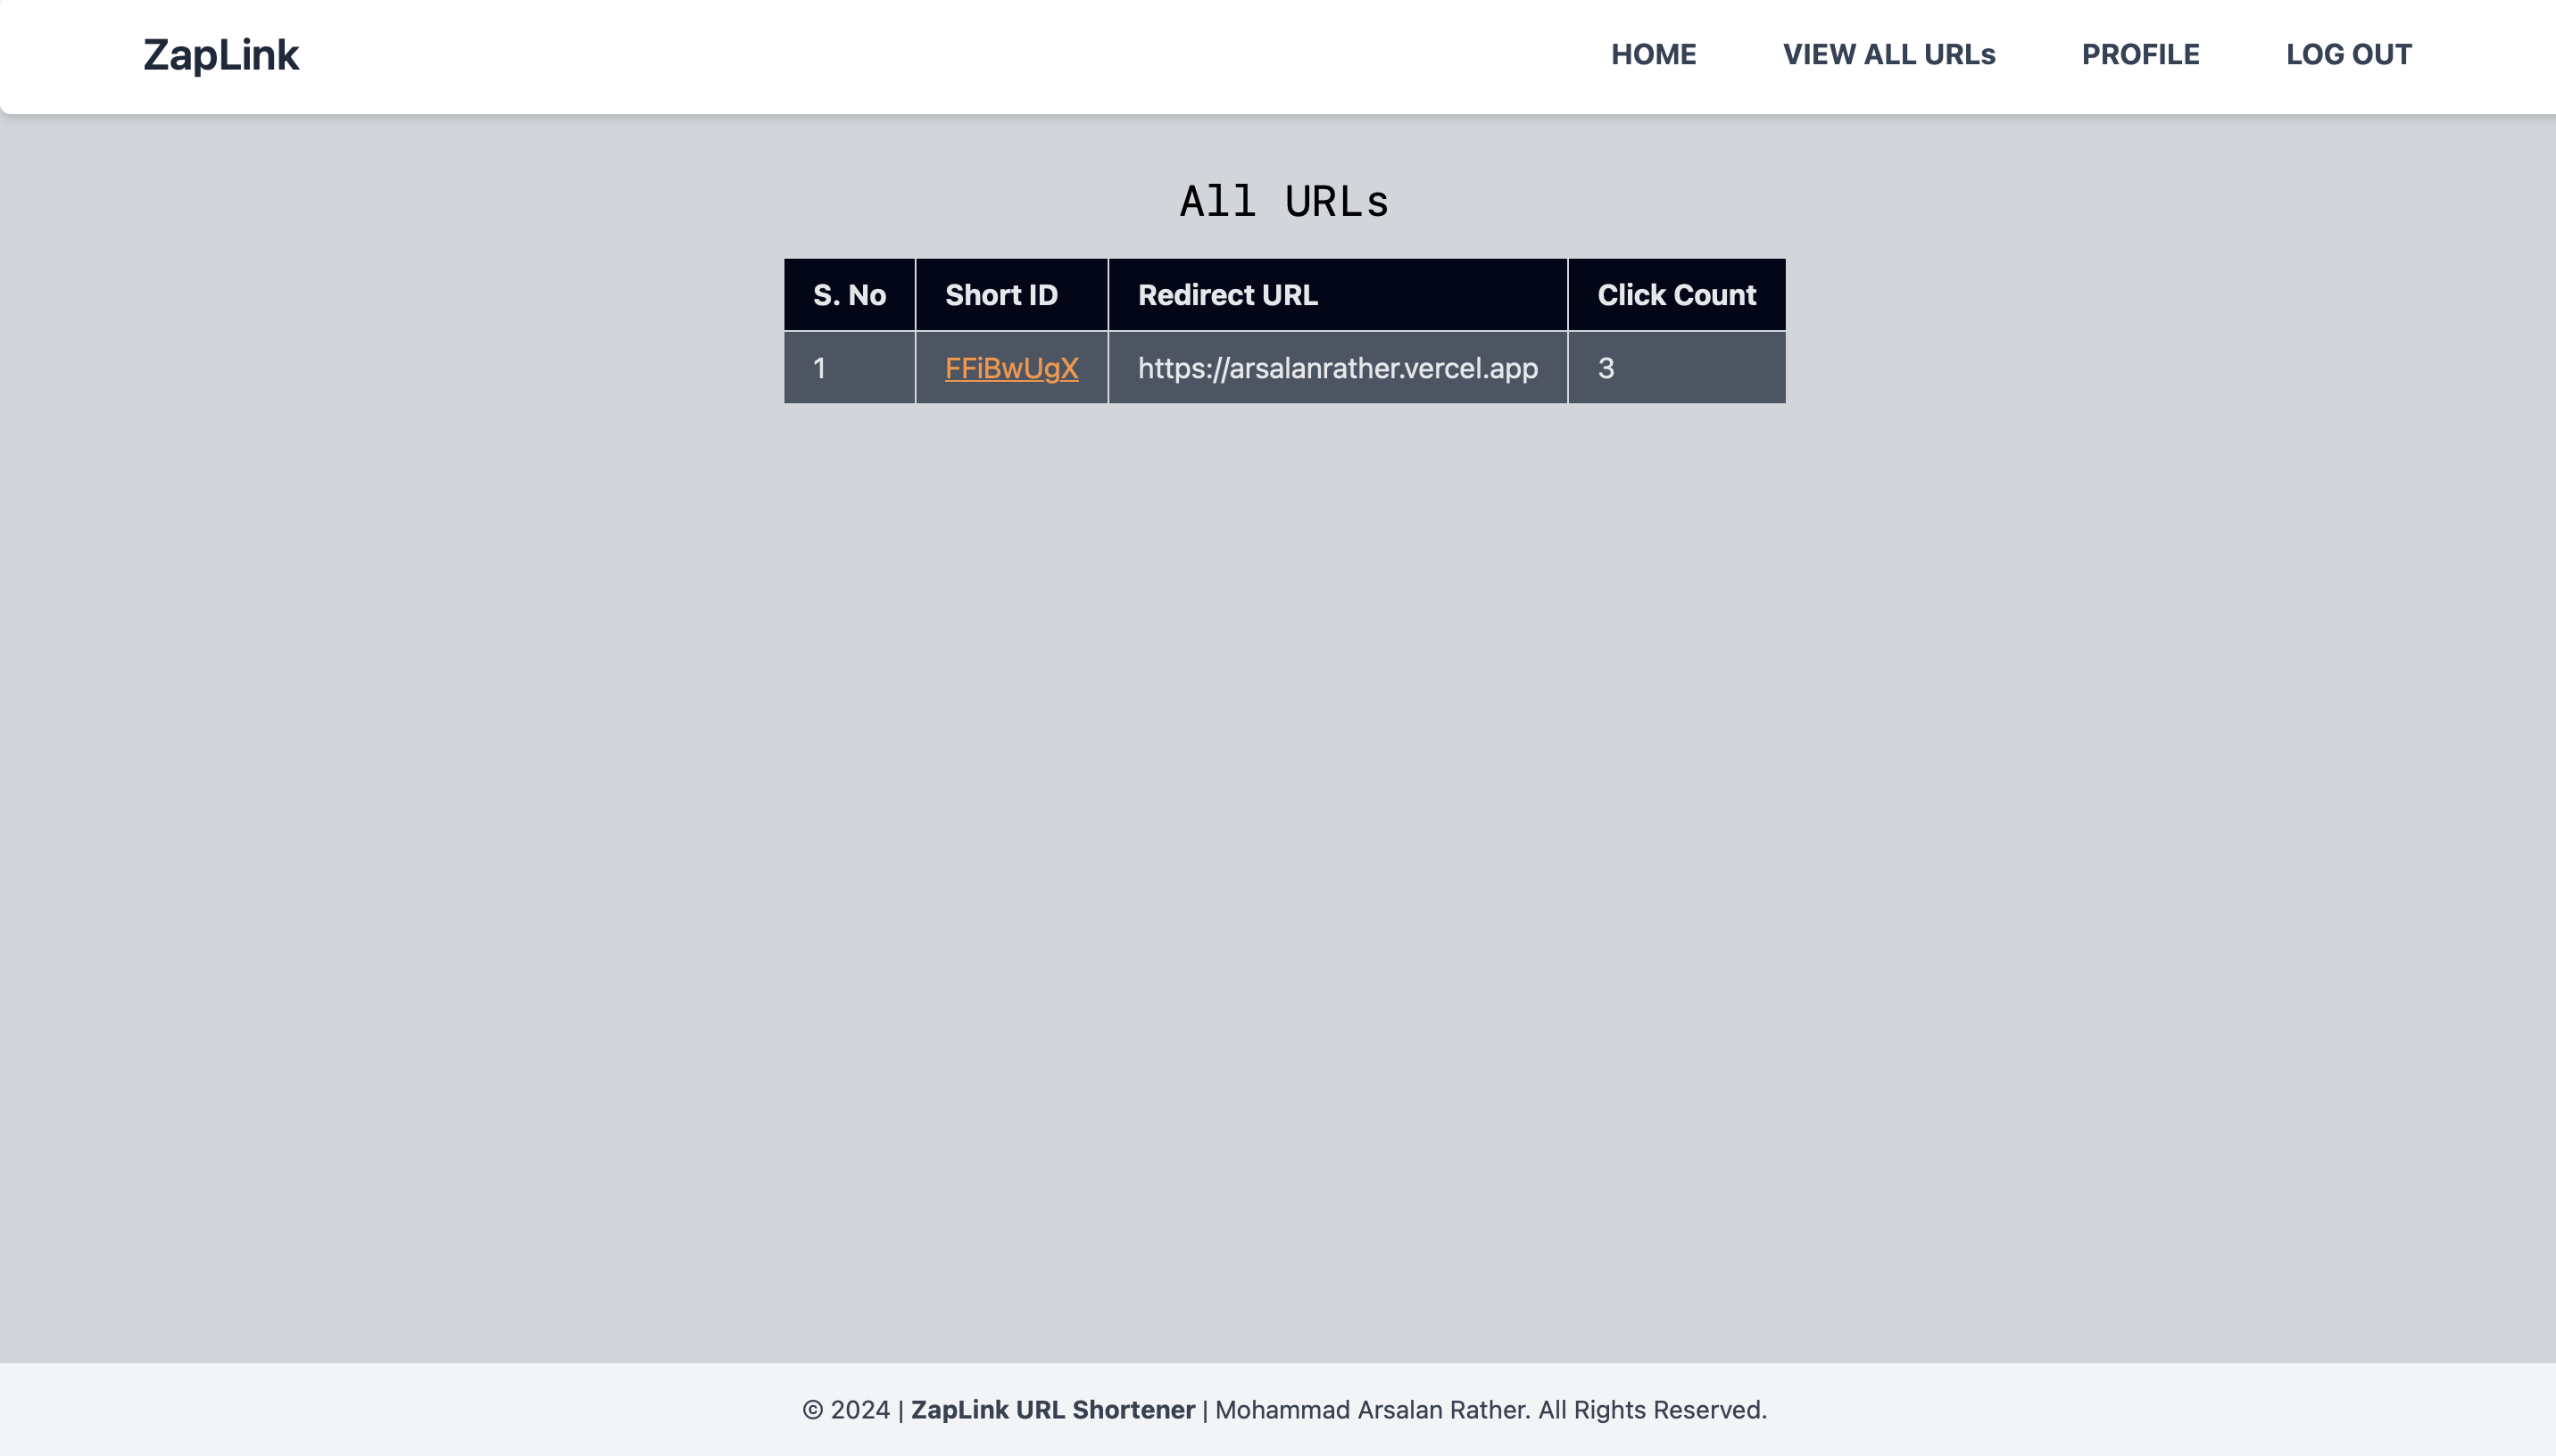 ZapLink HOME VIEW ALL URLs PROFILE LOG OUT
All URLs
S. No Short ID Redirect URL Click Count
1 FFiBwUgX https://arsalanrather.vercel.app 3
© 2024 | ZapLink URL Shortener | Mohammad Arsalan Rather. All Rights Reserved.